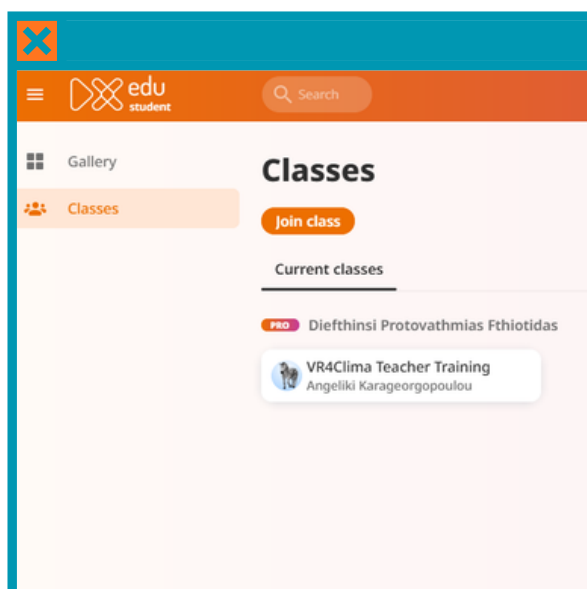 edu
student
Search
Gallery
Classes
Classes
Join class
Current classes
PRO Diefthinsi Protovathmias Fthiotidas
VR4Clima Teacher Training
Angeliki Karageorgopoulou